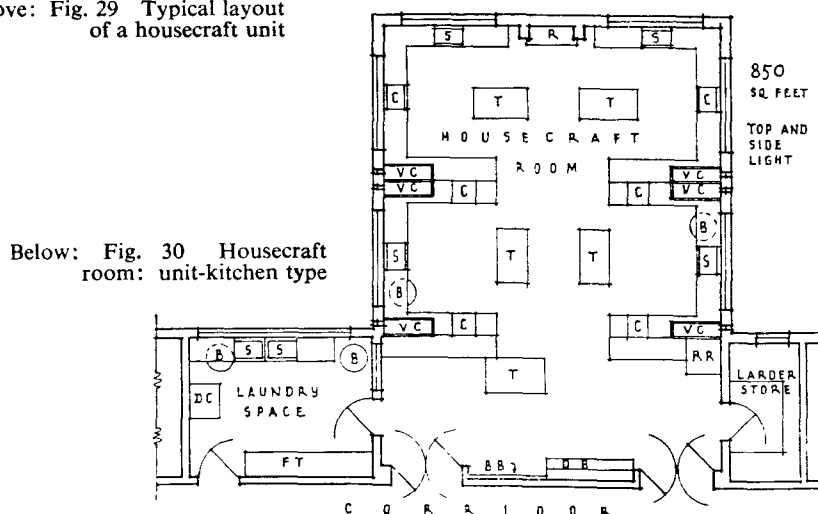 ove: Fig. 29 Typical layout
of a housecraft unit
S R S
850
SQ FEET
C T T C
TOP AND
SIDE
LIGHT
HOUSECRAFT
ROOM
VC VC
VC C C VC
B
Below: Fig. 30 Housecraft
room: unit-kitchen type
S T T S
B
VC C C VC
B S S B RR
LARDER
STORE
T
DC LAUNDRY
SPACE
FT
BB
CORRIDOR